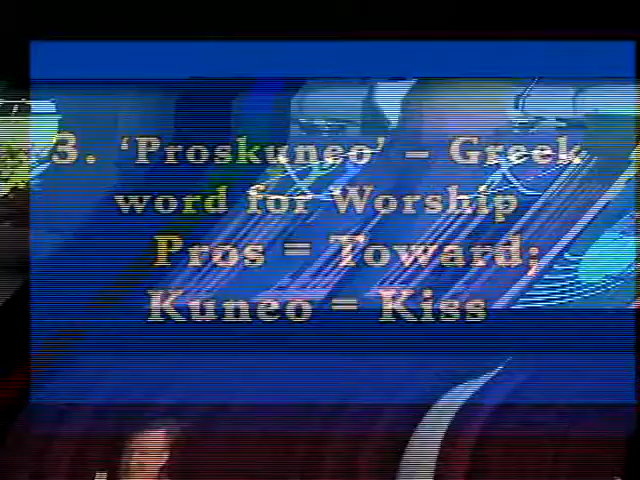 3. 'Proskuneo' – Greek
word for Worship
Pros = Toward;
Kuneo = Kiss